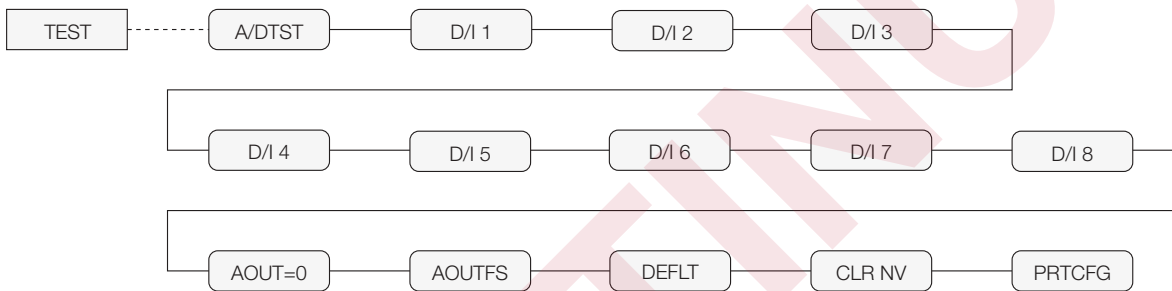 TEST A/DTST D/I 1 D/I 2 D/I 3
D/I 4 D/I 5 D/I 6 D/I 7 D/I 8
AOUT=0 AOUTFS DEFLT CLR NV PRTCFG